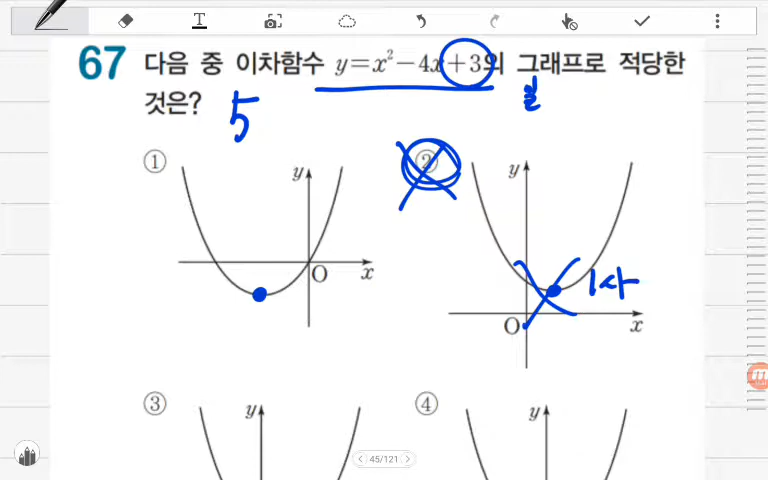 67 다음 중 이차함수 y=x²-4x+3의 그래프로 적당한
것은? 5
① y O x
② y O x 1사
③ y
④ y
45/121